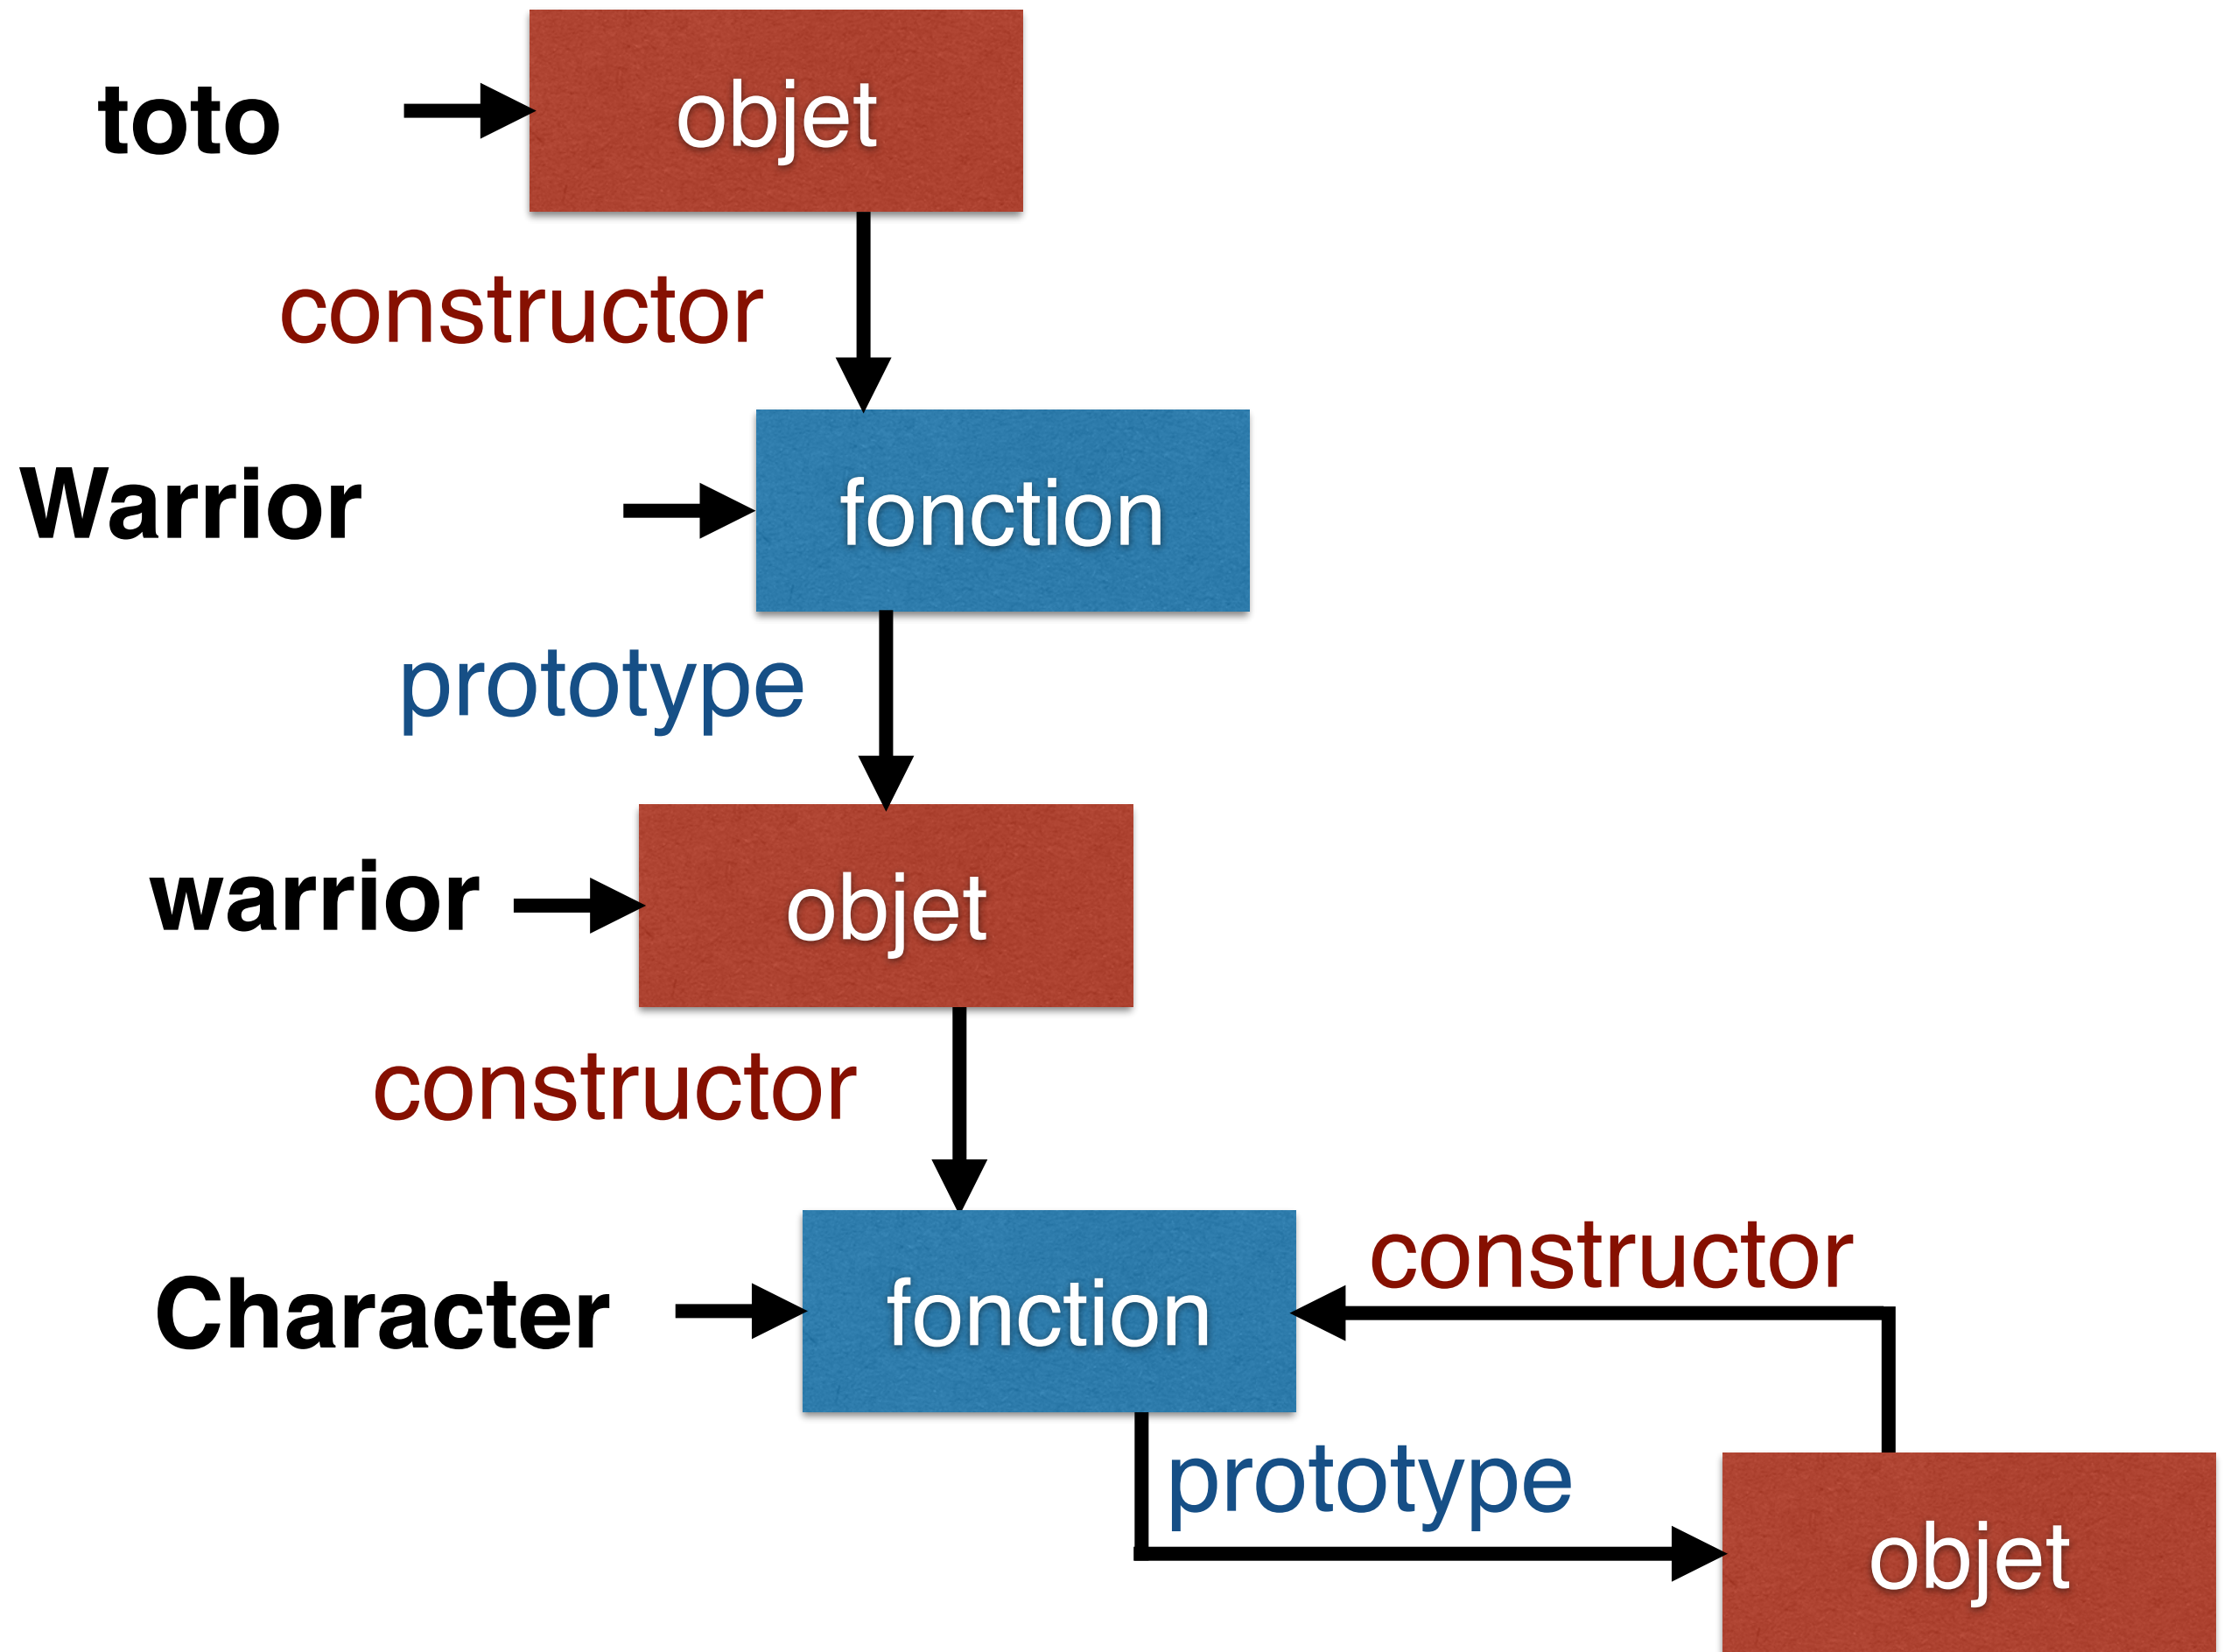 toto
objet
constructor
Warrior
fonction
prototype
warrior
objet
constructor
Character
fonction
constructor
prototype
objet